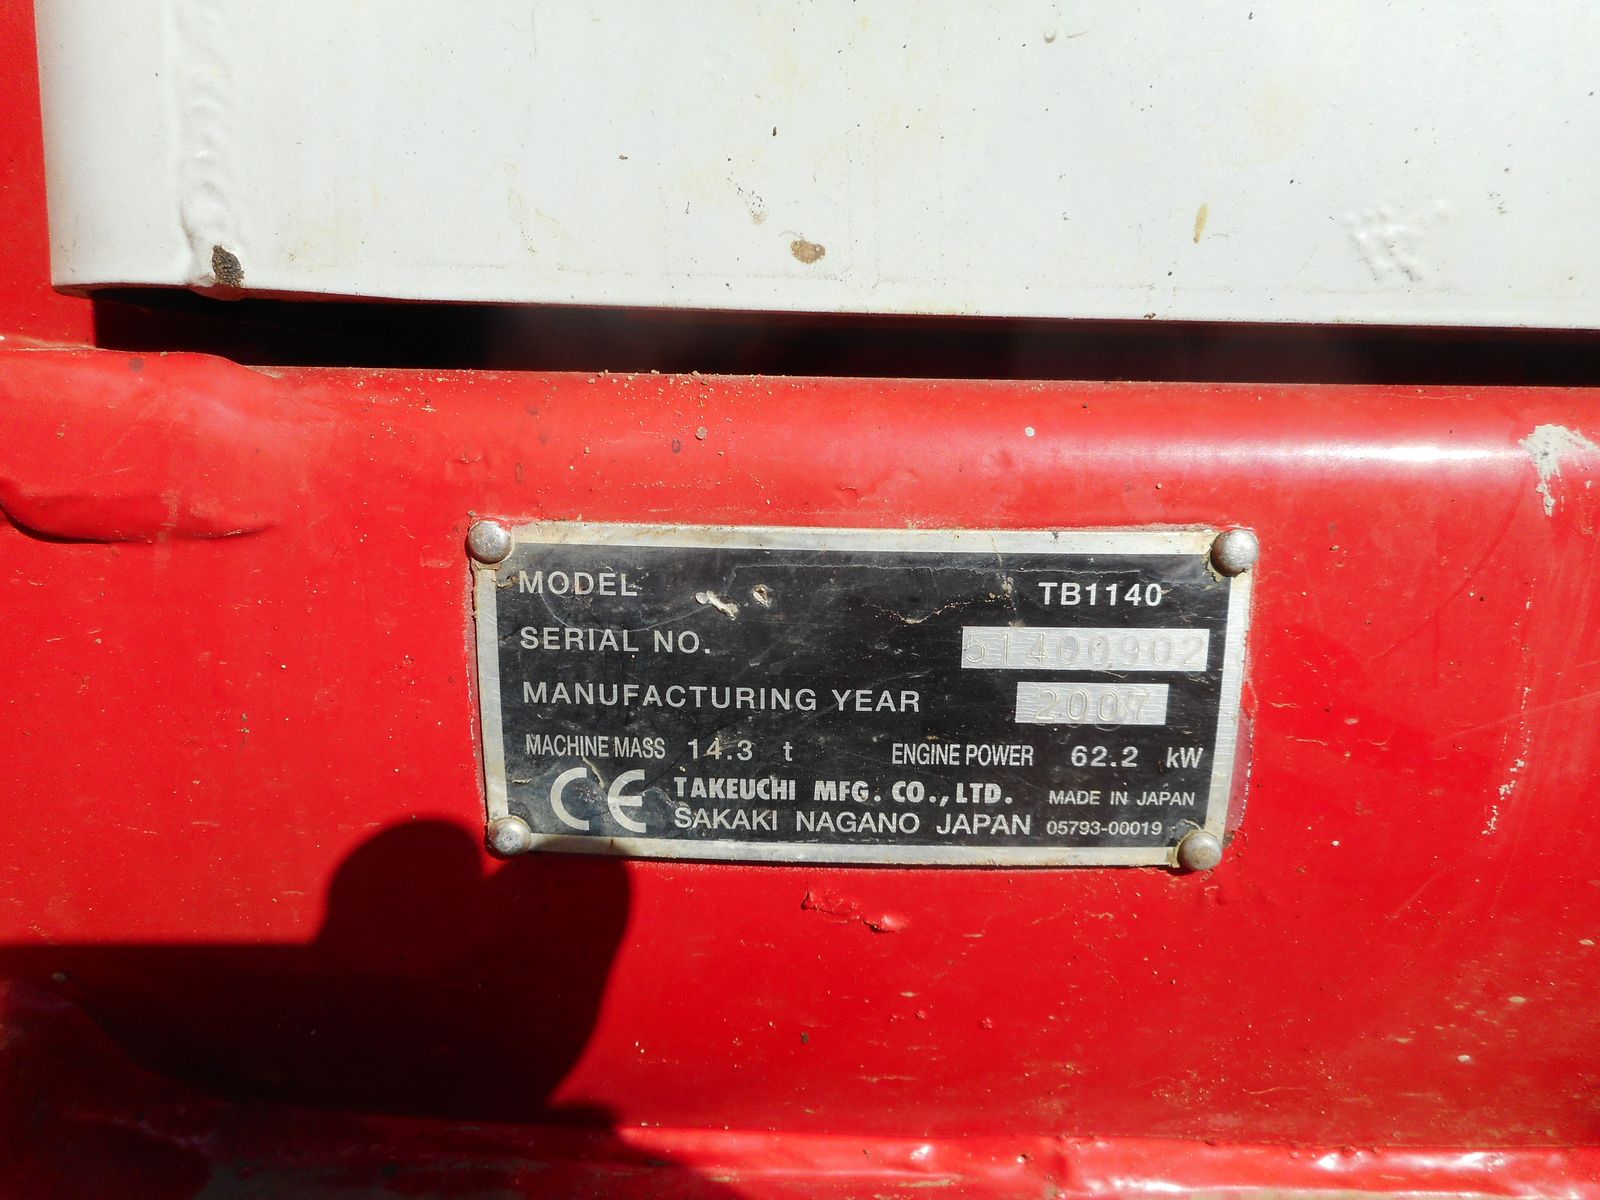 MODEL TB1140
SERIAL NO. 51400902
MANUFACTURING YEAR 2007
MACHINE MASS 14.3 t ENGINE POWER 62.2 kW
CE TAKEUCHI MFG. CO., LTD. MADE IN JAPAN
SAKAKI NAGANO JAPAN 05793-00019